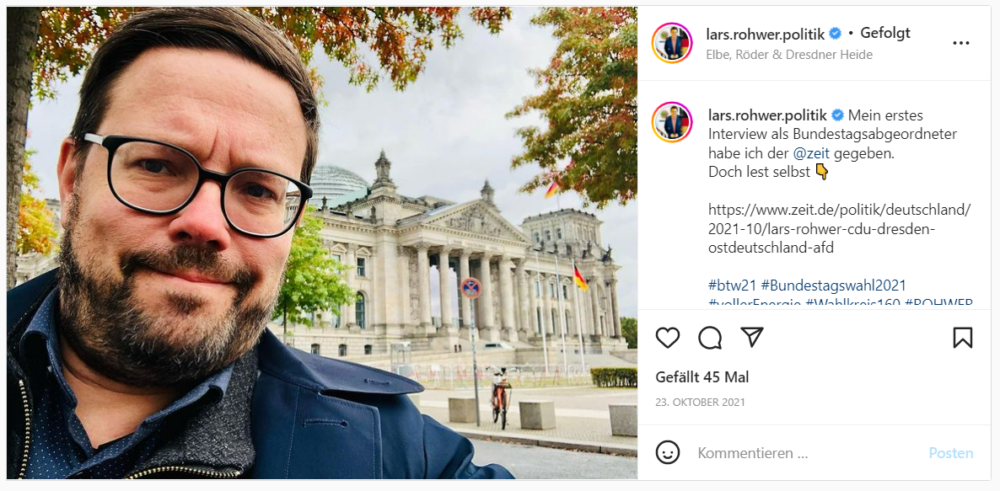 lars.rohwer.politik • Gefolgt
Elbe, Röder & Dresdner Heide
lars.rohwer.politik Mein erstes
Interview als Bundestagsabgeordneter
habe ich der @zeit gegeben.
Doch lest selbst 👇
https://www.zeit.de/politik/deutschland/
2021-10/lars-rohwer-cdu-dresden-
ostdeutschland-afd
#btw21 #Bundestagswahl2021
#vollerEnergie #Wahlkreis160 #ROHWER
Gefällt 45 Mal
23. OKTOBER 2021
Kommentieren ...
Posten